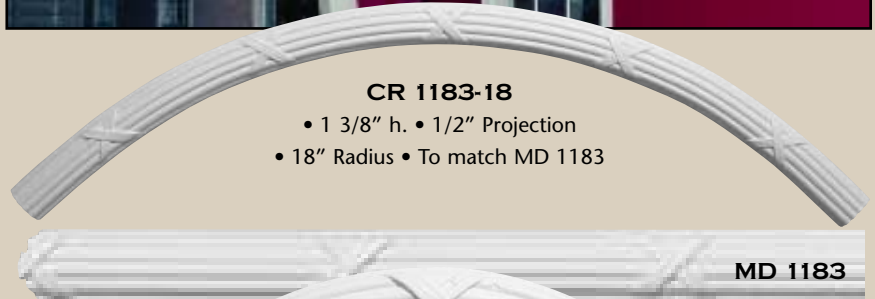 CR 1183-18
• 1 3/8" h. • 1/2" Projection
• 18" Radius • To match MD 1183
MD 1183